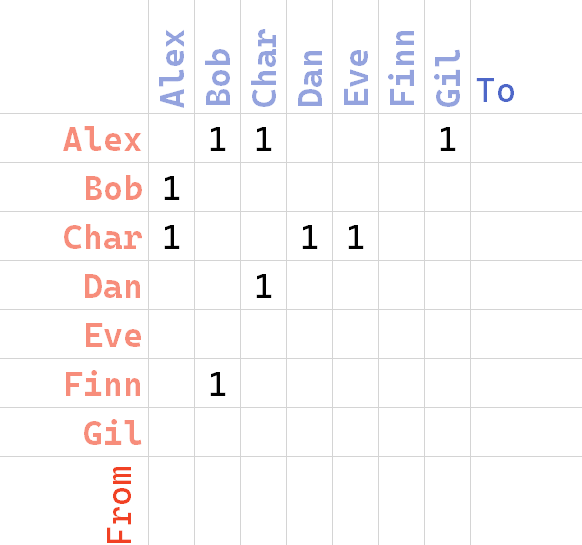 Alex Bob Char Dan Eve Finn Gil To
Alex 1 1 1
Bob 1
Char 1 1 1
Dan 1
Eve
Finn 1
Gil
From